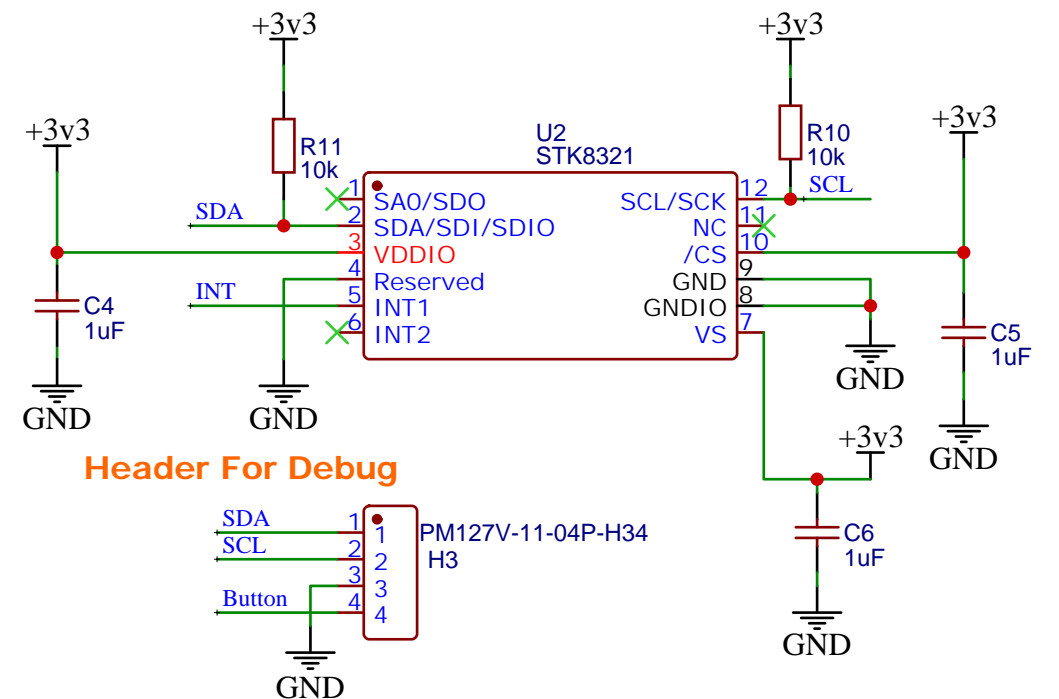 +3v3
+3v3
+3v3
+3v3
R11
10k
U2
STK8321
R10
10k
SDA
SCL
INT
1
2
3
4
5
6
SA0/SDO
SDA/SDI/SDIO
VDDIO
Reserved
INT1
INT2
SCL/SCK
NC
/CS
GND
GNDIO
VS
12
11
10
9
8
7
C4
1uF
GND
GND
GND
C5
1uF
GND
+3v3
C6
1uF
GND
Header For Debug
SDA
SCL
Button
1
2
3
4
1
2
3
4
PM127V-11-04P-H34
H3
GND